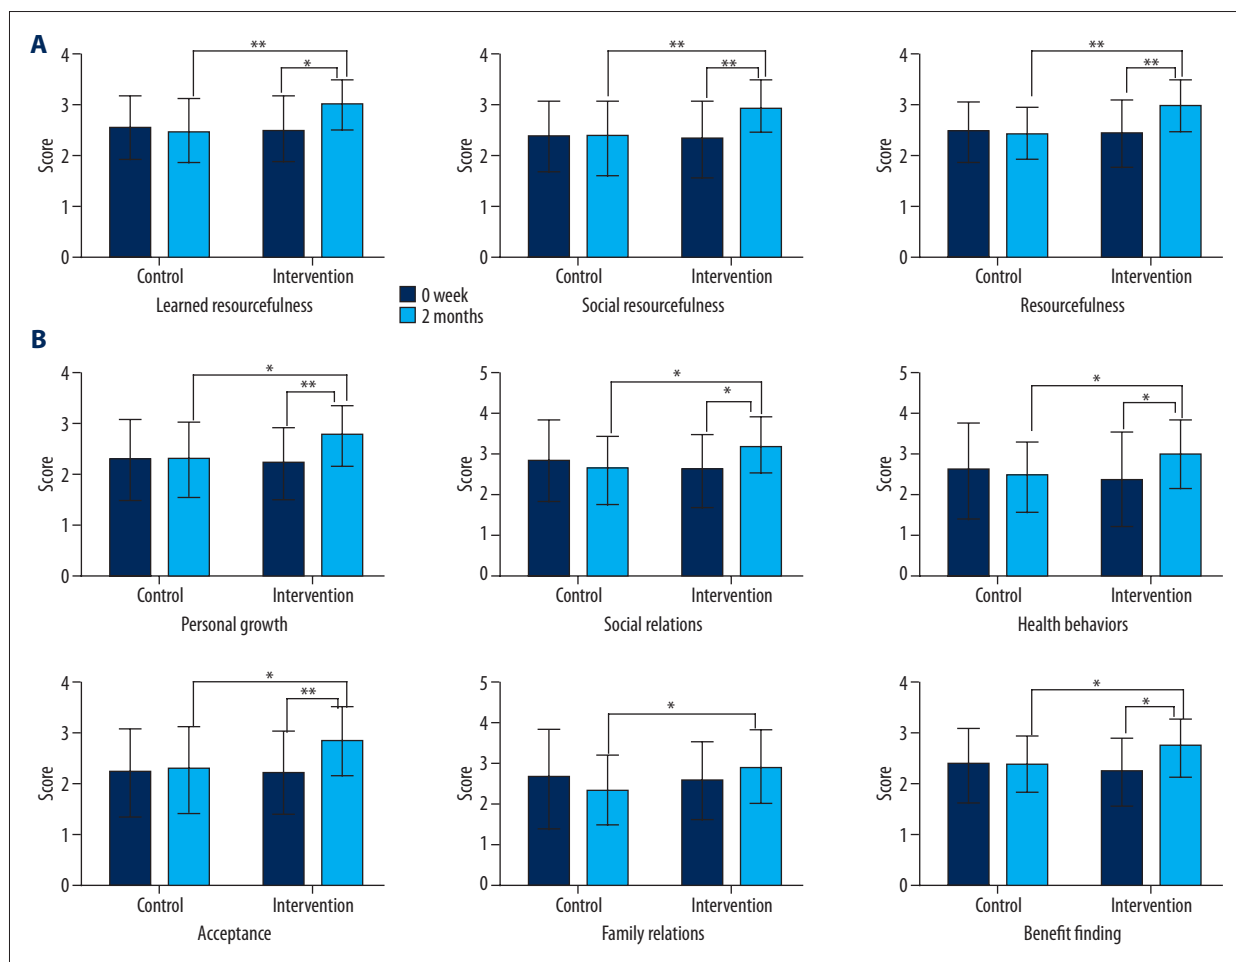 A
4
3
2
1
0
Score
**
*
Control
Intervention
Learned resourcefulness
4
3
2
1
0
Score
**
**
Control
Intervention
Social resourcefulness
4
3
2
1
0
Score
**
**
Control
Intervention
Resourcefulness
0 week
2 months
B
4
3
2
1
0
Score
*
**
Control
Intervention
Personal growth
5
4
3
2
1
0
Score
*
*
Control
Intervention
Social relations
5
4
3
2
1
0
Score
*
*
Control
Intervention
Health behaviors
4
3
2
1
0
Score
*
**
Control
Intervention
Acceptance
5
4
3
2
1
0
Score
*
Control
Intervention
Family relations
4
3
2
1
0
Score
*
*
Control
Intervention
Benefit finding